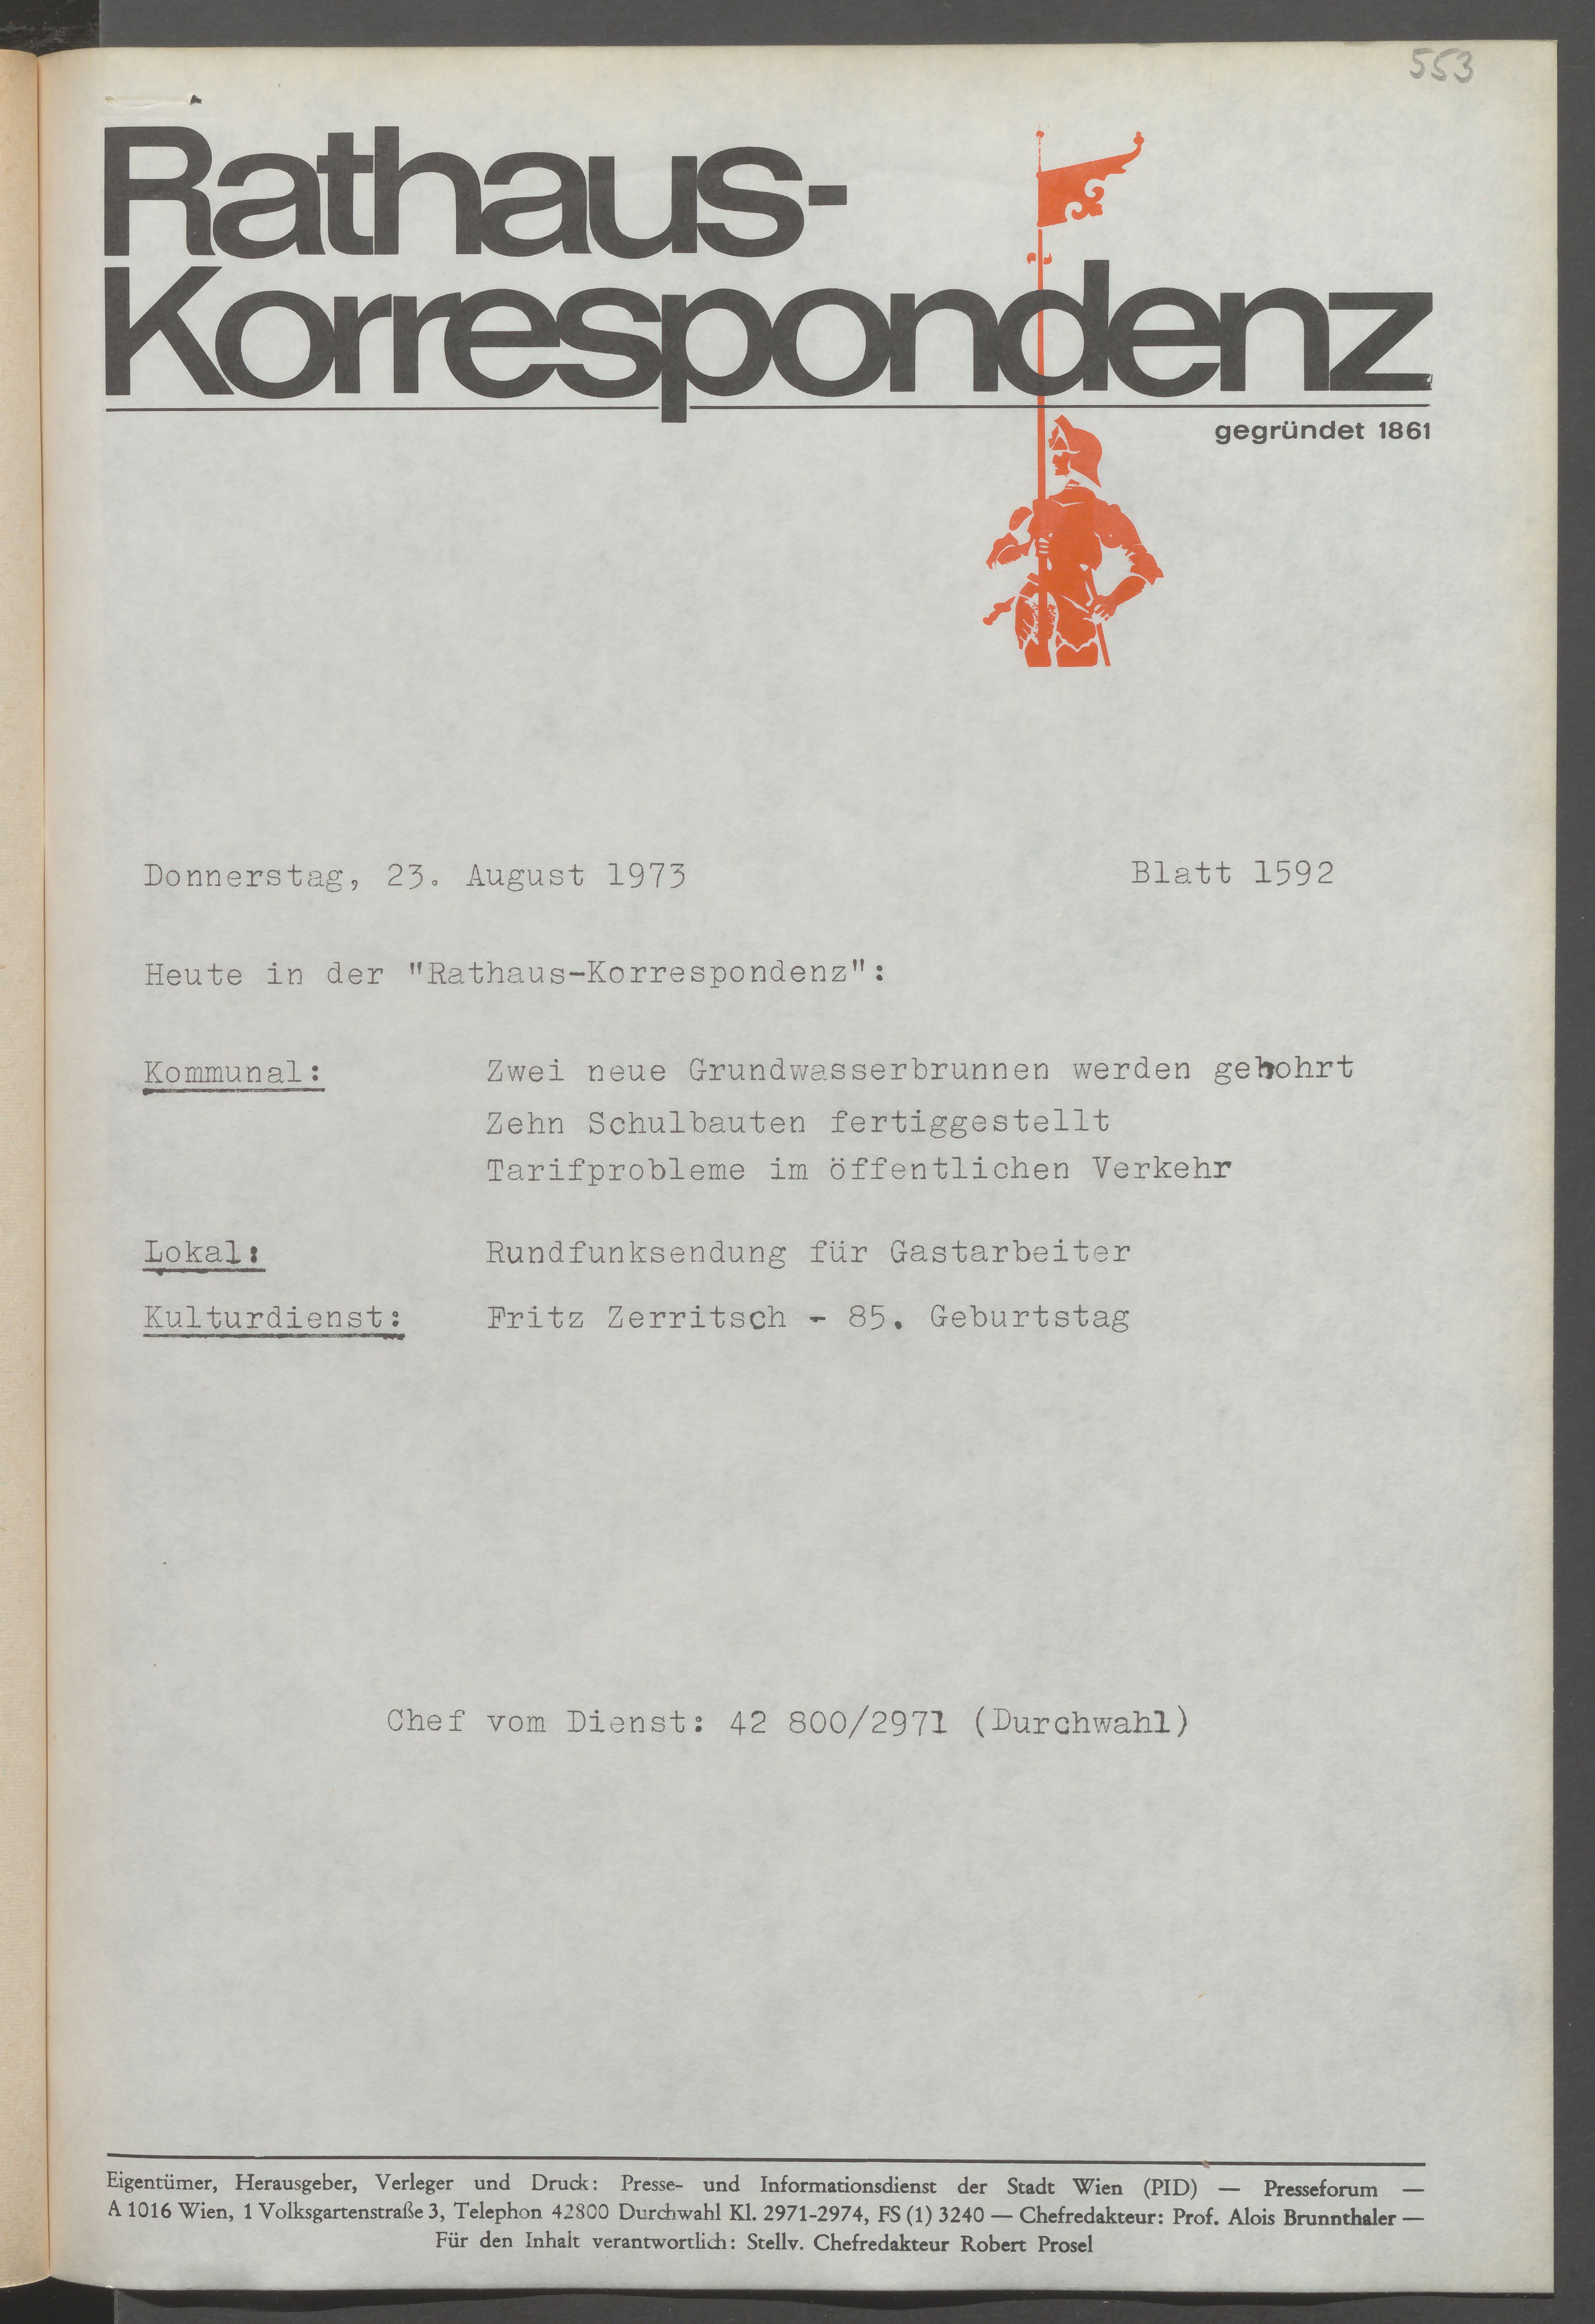 553
Rathaus-
Korrespondenz
gegründet 1861
Donnerstag, 23. August 1973 Blatt 1592
Heute in der "Rathaus-Korrespondenz":
Kommunal: Zwei neue Grundwasserbrunnen werden gebohrt
Zehn Schulbauten fertiggestellt
Tarifprobleme im öffentlichen Verkehr
Lokal: Rundfunksendung für Gastarbeiter
Kulturdienst: Fritz Zerritsch - 85. Geburtstag
Chef vom Dienst: 42 800/2971 (Durchwahl)
Eigentümer, Herausgeber, Verleger und Druck: Presse- und Informationsdienst der Stadt Wien (PID) — Presseforum —
A 1016 Wien, 1 Volksgartenstraße 3, Telephon 42800 Durchwahl Kl. 2971-2974, FS (1) 3240 — Chefredakteur: Prof. Alois Brunnthaler —
Für den Inhalt verantwortlich: Stellv. Chefredakteur Robert Prosel